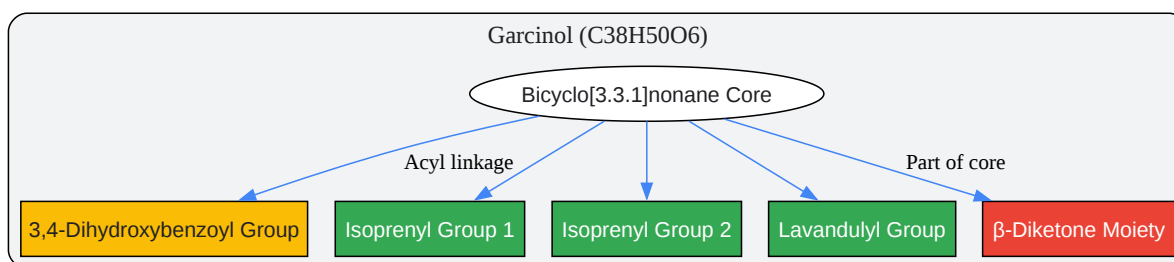 Garcinol (C38H50O6)
Bicyclo[3.3.1]nonane Core
Acyl linkage
Part of core
3,4-Dihydroxybenzoyl Group
Isoprenyl Group 1
Isoprenyl Group 2
Lavandulyl Group
β-Diketone Moiety